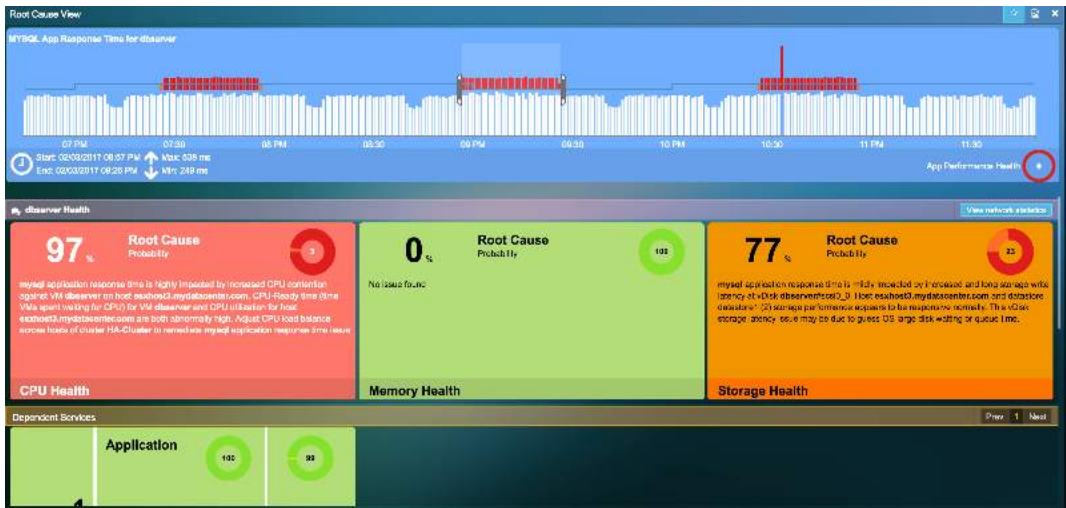 Root Cause View
MYSQL App Response Time for dbserver
07 PM 07:30 08 PM 08:30 09 PM 09:30 10 PM 10:30 11 PM 11:30
Start: 02/03/2017 08:57 PM Max: 538 ms
End: 02/03/2017 09:26 PM Min: 249 ms
App Performance Health
dbserver Health
View network statistics
97 %
Root Cause
Probability
3
mysql application response time is highly impacted by increased CPU contention
against VM dbserver on host esxhost3.mydatacenter.com. CPU-Ready time (time
VMs spent waiting for CPU) for VM dbserver and CPU utilization for host
esxhost3.mydatacenter.com are both abnormally high. Adjust CPU load balance
across hosts of cluster HA-Cluster to remediate mysql application response time issue
CPU Health
0 %
Root Cause
Probability
100
No issue found
Memory Health
77 %
Root Cause
Probability
23
mysql application response time is mildly impacted by increased and long storage write
latency at vDisk dbserver#scsi0_0. Host esxhost3.mydatacenter.com and datastore
datastore1 (2) storage performance appears to be responsive normally. This vDisk
storage latency issue may be due to guess OS large disk waiting or queue time.
Storage Health
Dependent Services
Prev 1 Next
Application
100
99